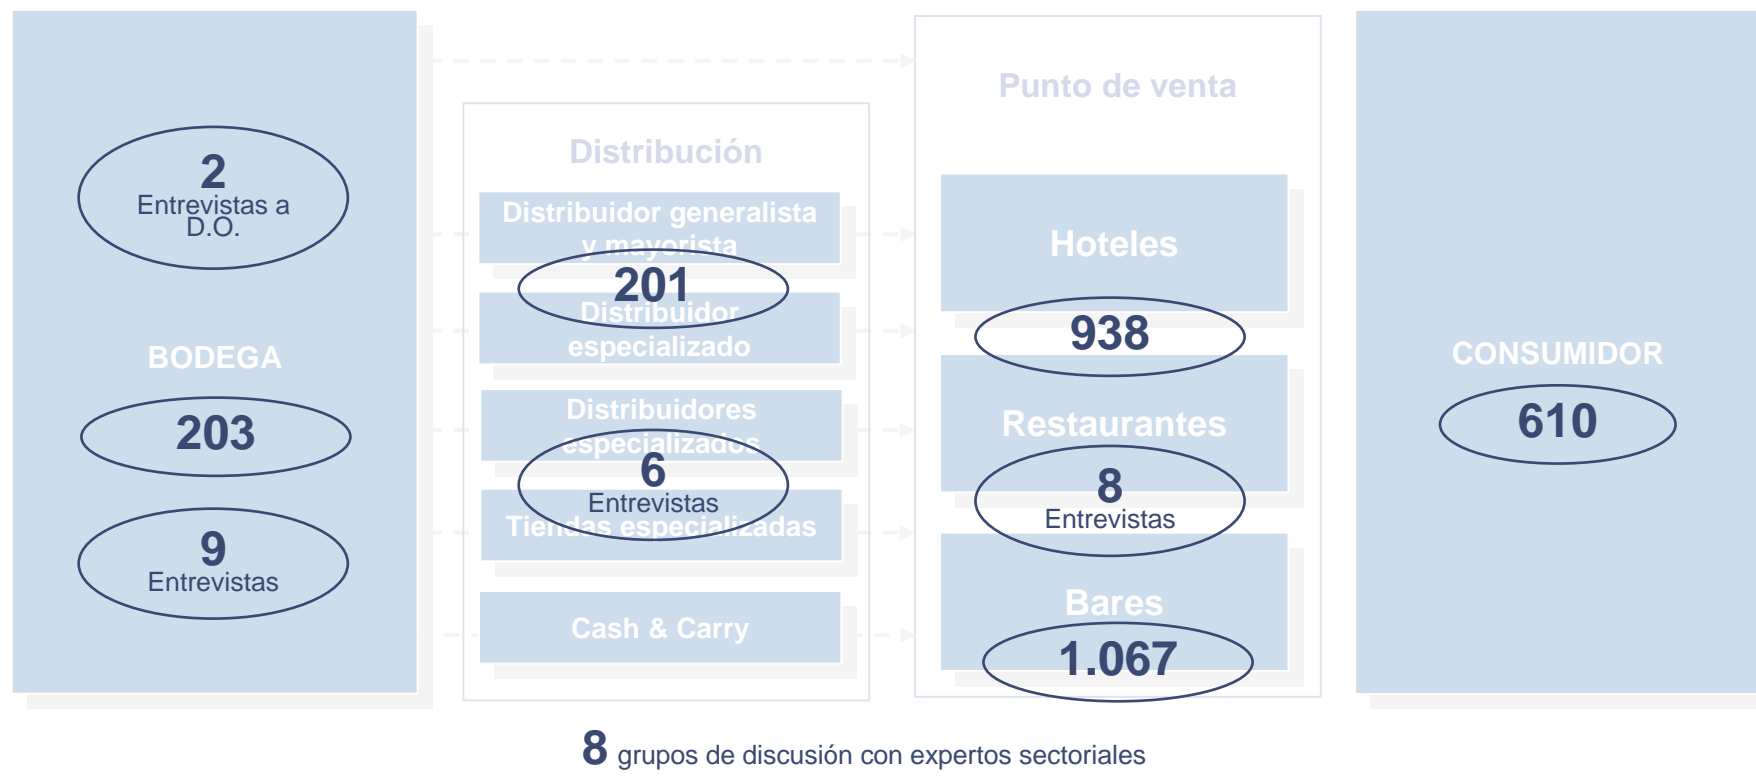 2
Entrevistas a
D.O.
BODEGA
203
9
Entrevistas
Distribución
Distribuidor generalista
y mayorista
201
Distribuidor
especializado
Distribuidores
especializados
6
Entrevistas
Tiendas especializadas
Cash & Carry
Punto de venta
Hoteles
938
Restaurantes
8
Entrevistas
Bares
1.067
CONSUMIDOR
610
8 grupos de discusión con expertos sectoriales